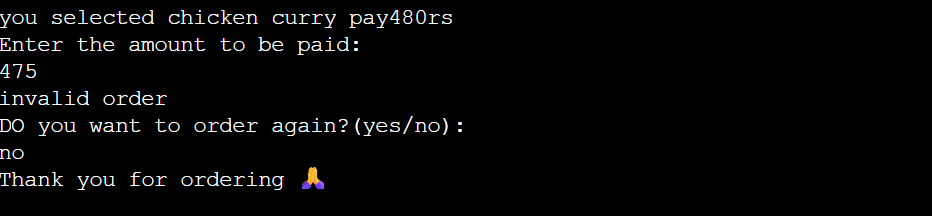 you selected chicken curry pay480rs
Enter the amount to be paid:
475
invalid order
DO you want to order again?(yes/no):
no
Thank you for ordering 🙏